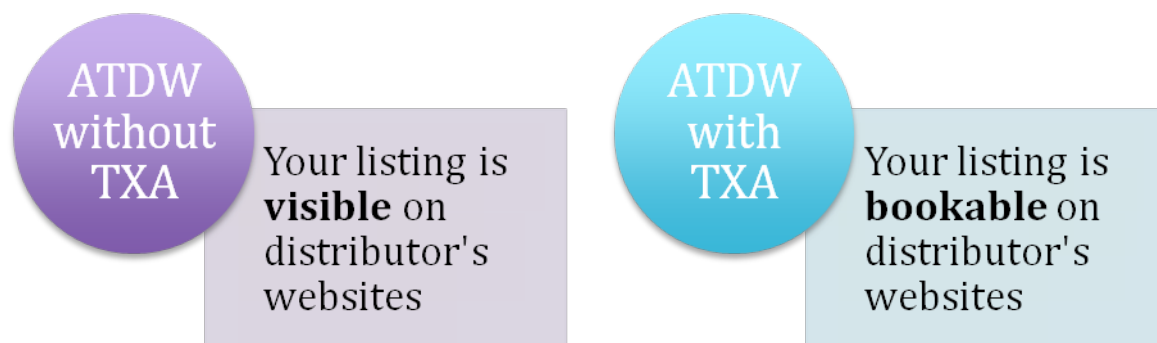 ATDW
without
TXA
Your listing is
visible on
distributor's
websites
ATDW
with
TXA
Your listing is
bookable on
distributor's
websites